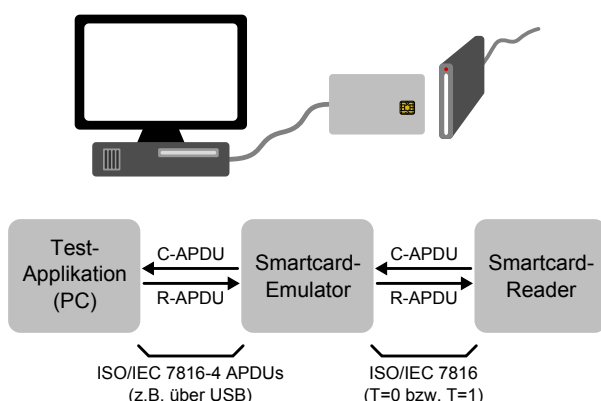 Test-
Applikation
(PC)
C-APDU
R-APDU
Smartcard-
Emulator
C-APDU
R-APDU
Smartcard-
Reader
ISO/IEC 7816-4 APDUs
(z.B. über USB)
ISO/IEC 7816
(T=0 bzw. T=1)